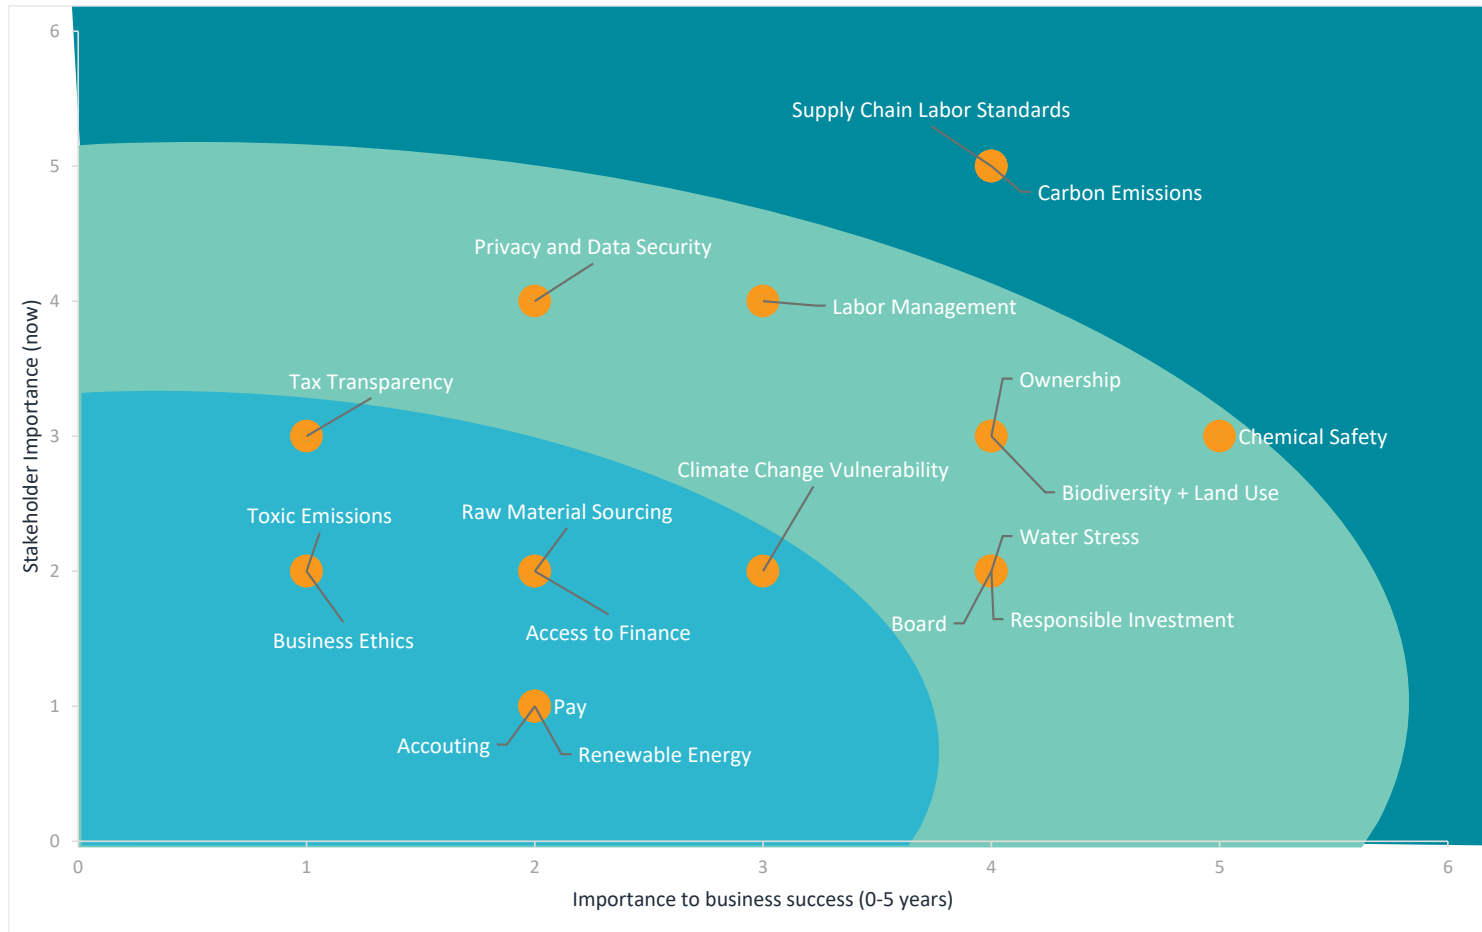 6
Supply Chain Labor Standards
5
Carbon Emissions
Privacy and Data Security
4
Labor Management
Stakeholder Importance (now)
Tax Transparency
Ownership
3
Chemical Safety
Climate Change Vulnerability
Biodiversity + Land Use
Toxic Emissions
Raw Material Sourcing
Water Stress
2
Board
Responsible Investment
Business Ethics
Access to Finance
1
Pay
Accouting
Renewable Energy
0
0 1 2 3 4 5 6
Importance to business success (0-5 years)